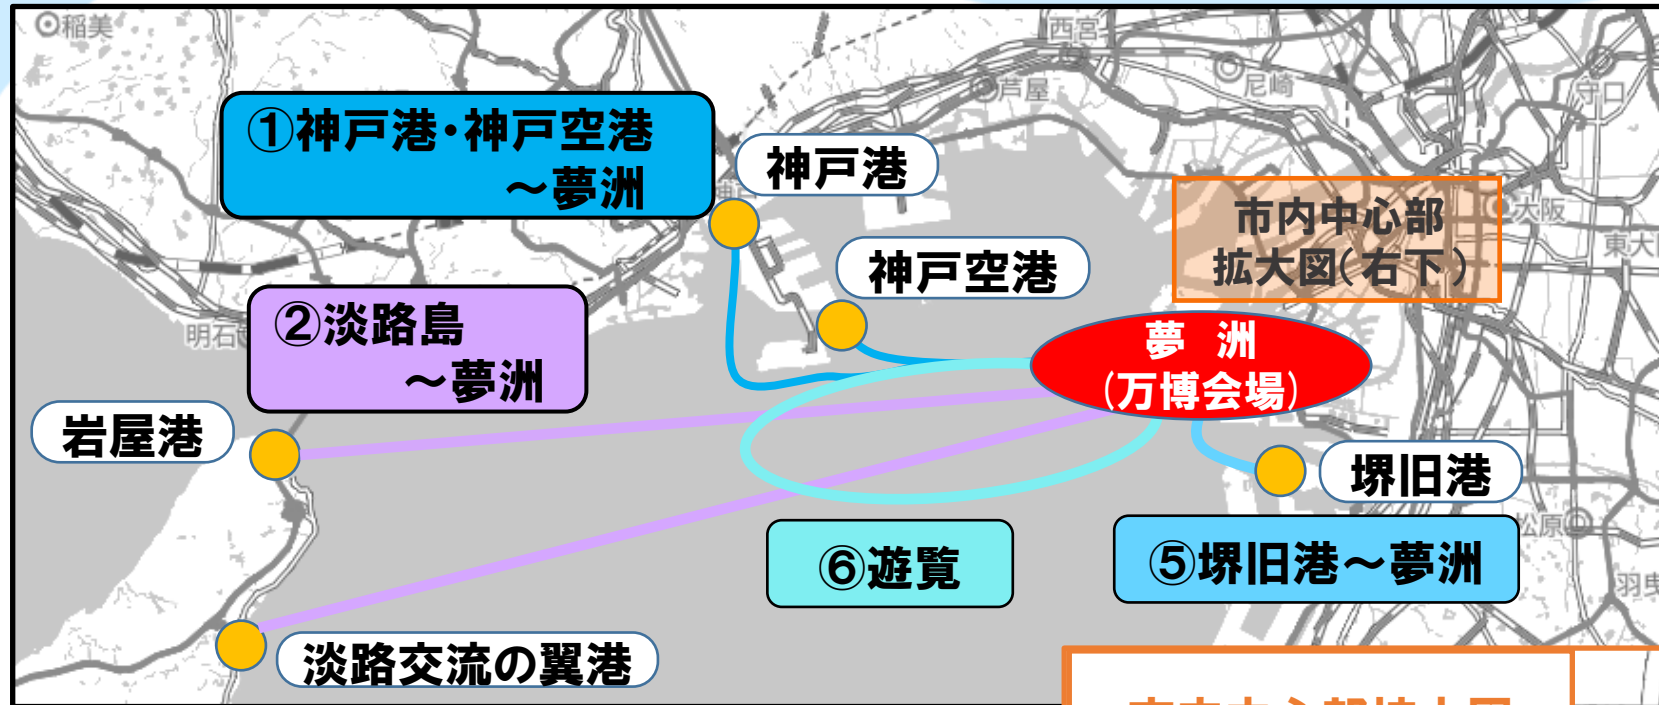 稲美
西宮
芦屋
尼崎
守口
①神戸港・神戸空港
～夢洲
神戸港
市内中心部
拡大図(右下)
大阪
神戸空港
②淡路島
～夢洲
明石
夢 洲
(万博会場)
岩屋港
堺旧港
松原
⑥遊覧
⑤堺旧港～夢洲
淡路交流の翼港